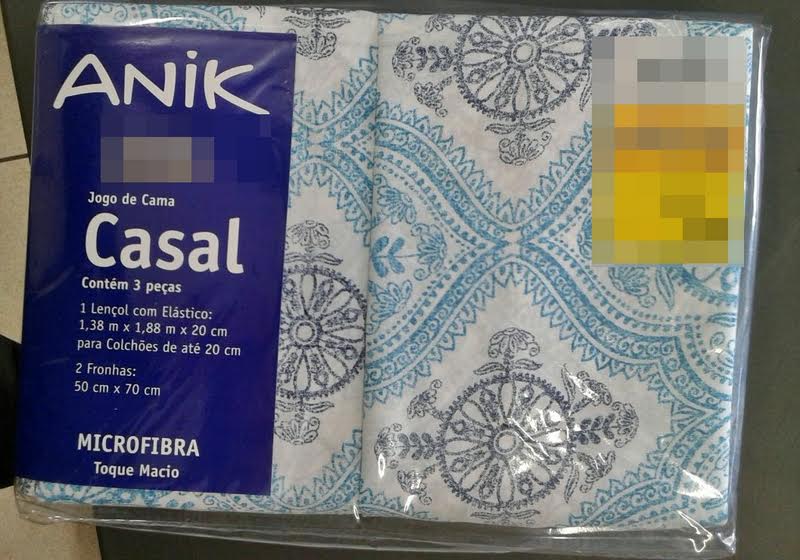 ANiK
Jogo de Cama
Casal
Contém 3 peças
1 Lençol com Elástico:
1,38 m x 1,88 m x 20 cm
para Colchões de até 20 cm
2 Fronhas:
50 cm x 70 cm
MICROFIBRA
Toque Macio